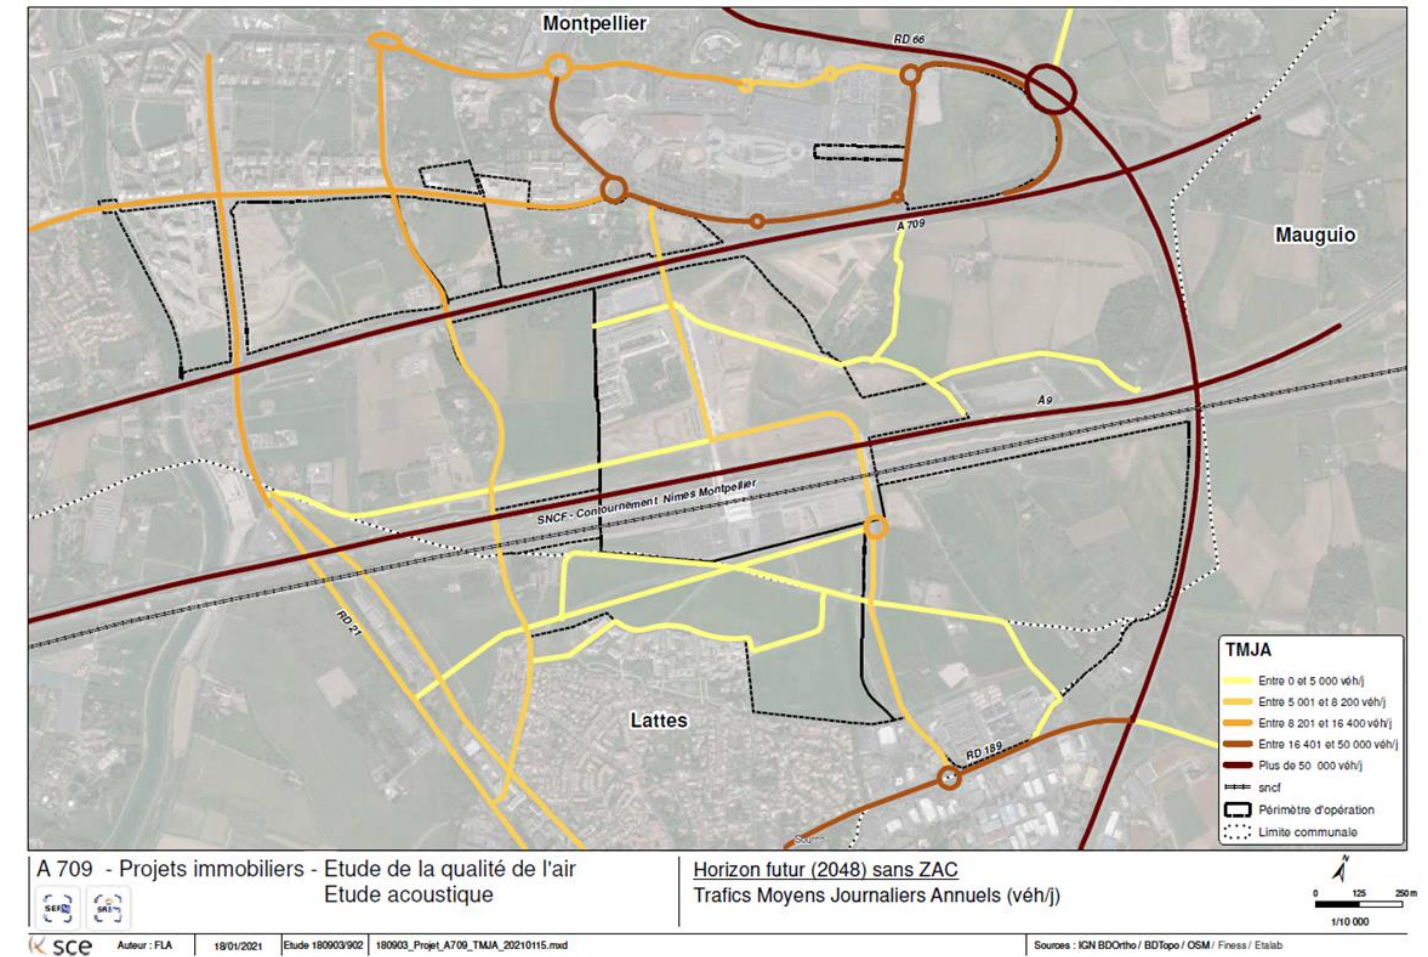 Montpellier
RD 66
Mauguio
A 709
A 9
SNCF - Contournement Nîmes Montpellier
RD 21
Lattes
RD 189
TMJA
Entre 0 et 5 000 véh/j
Entre 5 001 et 8 200 véh/j
Entre 8 201 et 16 400 véh/j
Entre 16 401 et 50 000 véh/j
Plus de 50 000 véh/j
sncf
Périmètre d'opération
Limite communale
A 709 - Projets immobiliers - Etude de la qualité de l'air
Etude acoustique
Horizon futur (2048) sans ZAC
Trafics Moyens Journaliers Annuels (véh/j)
N
0 125 250 m
1/10 000
sce
Auteur : FLA
18/01/2021
Etude 180903/902
180903_Projet_A709_TMJA_20210115.mxd
Sources : IGN BDOrtho / BDTopo / OSM / Finess / Etalab